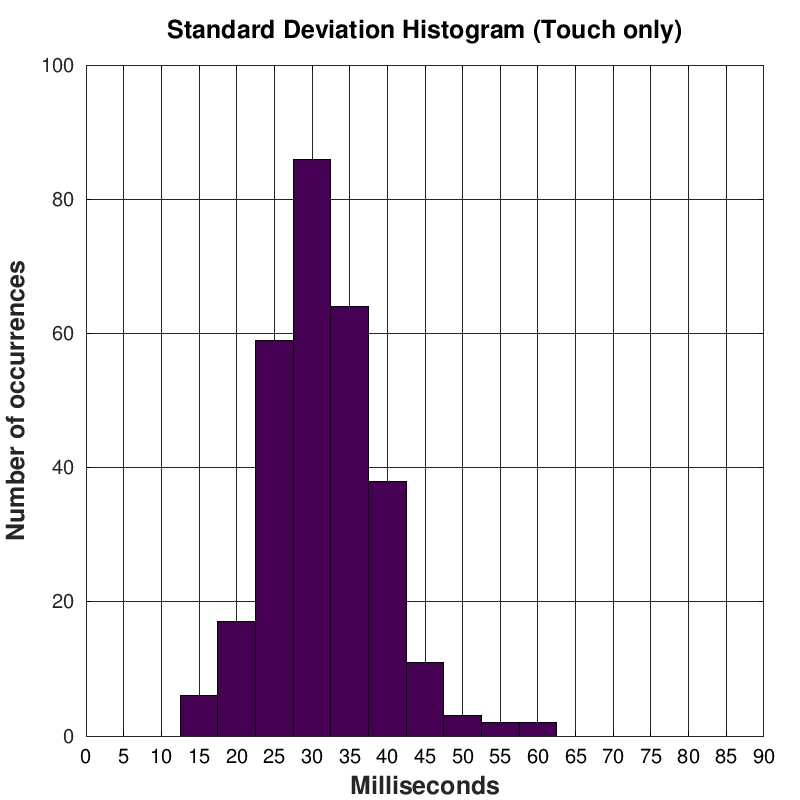 Standard Deviation Histogram (Touch only)
100
80
60
40
20
0
Number of occurrences
0 5 10 15 20 25 30 35 40 45 50 55 60 65 70 75 80 85 90
Milliseconds